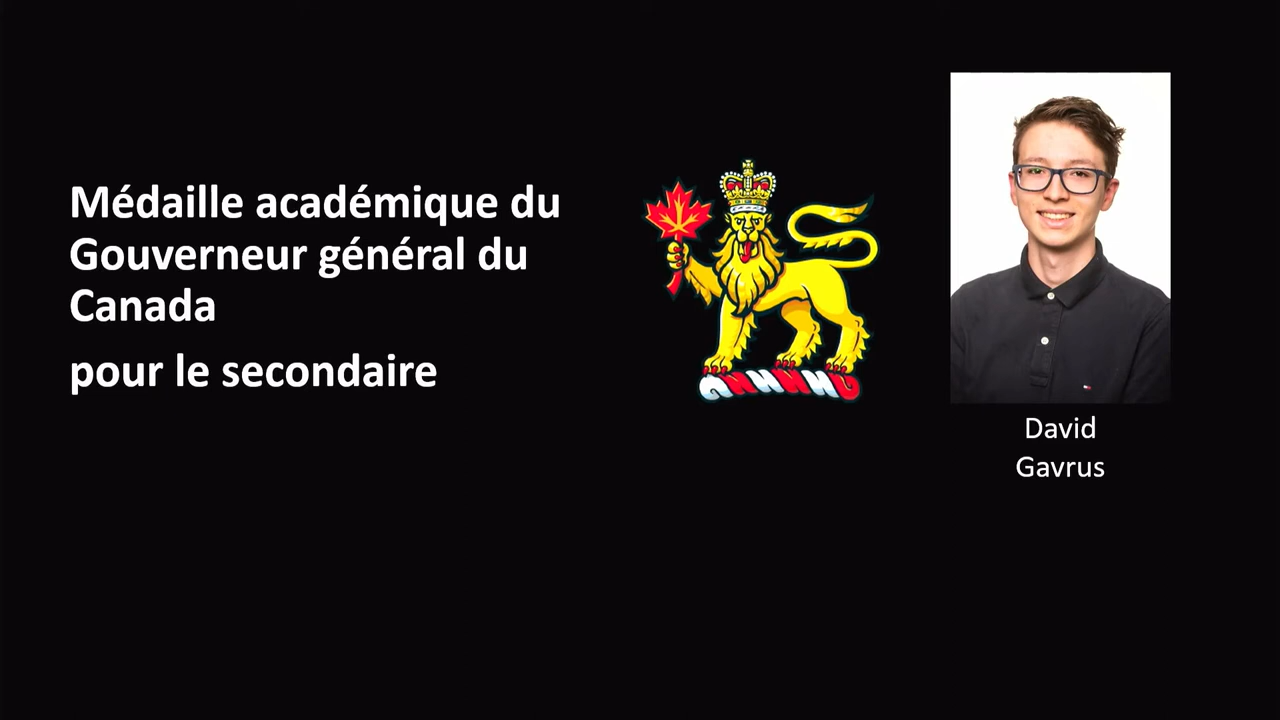 Médaille académique du
Gouverneur général du
Canada
pour le secondaire
David
Gavrus